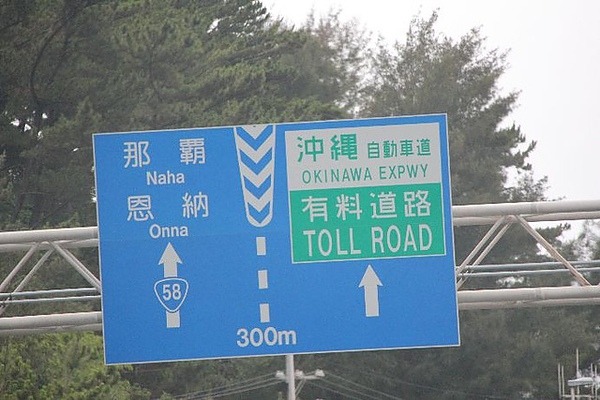 那覇
Naha
恩納
Onna
58
300m
沖縄 自動車道
OKINAWA EXPWY
有料道路
TOLL ROAD